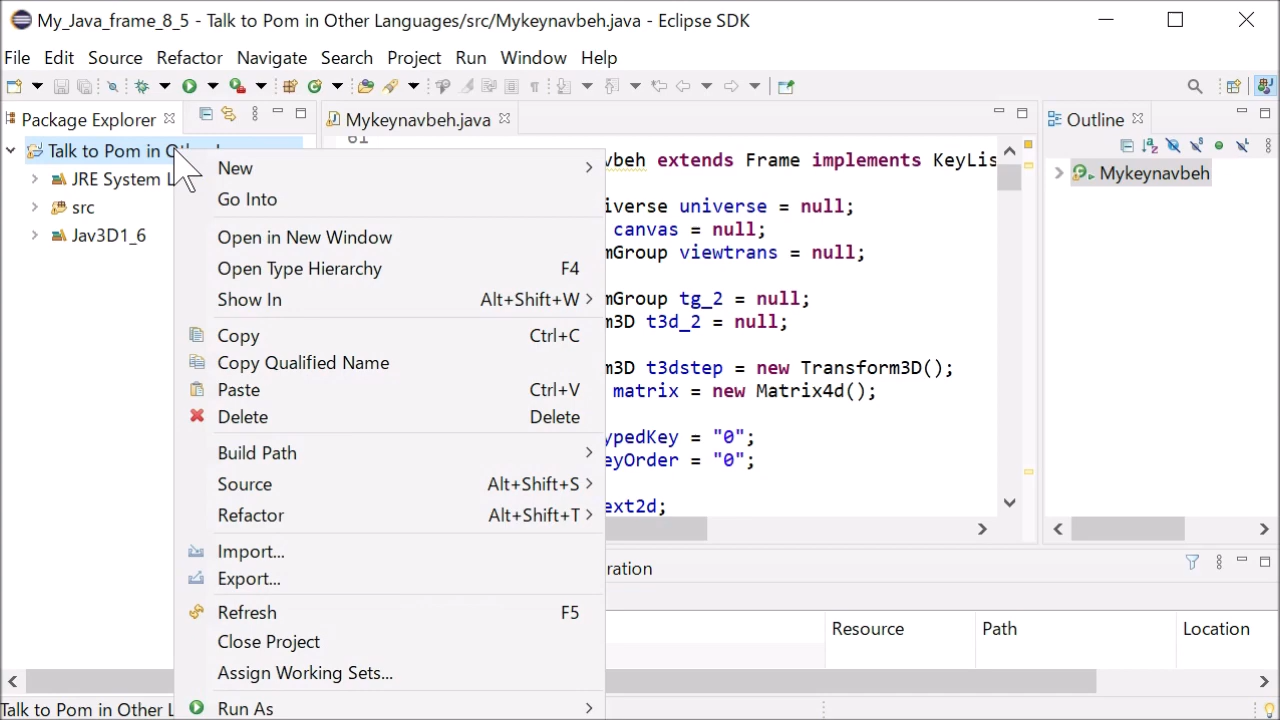 My_Java_frame_8_5 - Talk to Pom in Other Languages/src/Mykeynavbeh.java - Eclipse SDK
File Edit Source Refactor Navigate Search Project Run Window Help
Package Explorer
Mykeynavbeh.java
Outline
Talk to Pom in
JRE System
src
Jav3D1_6
New
Go Into
Open in New Window
Open Type Hierarchy F4
Show In Alt+Shift+W
Copy Ctrl+C
Copy Qualified Name
Paste Ctrl+V
Delete Delete
Build Path
Source Alt+Shift+S
Refactor Alt+Shift+T
Import...
Export...
Refresh F5
Close Project
Assign Working Sets...
Run As
61
vbeh extends Frame implements KeyLis
iverse universe = null;
canvas = null;
mGroup viewtrans = null;
mGroup tg_2 = null;
m3D t3d_2 = null;
m3D t3dstep = new Transform3D();
matrix = new Matrix4d();
ypedKey = "0";
eyOrder = "0";
ext2d;
Mykeynavbeh
ration
Resource Path Location
Talk to Pom in Other L